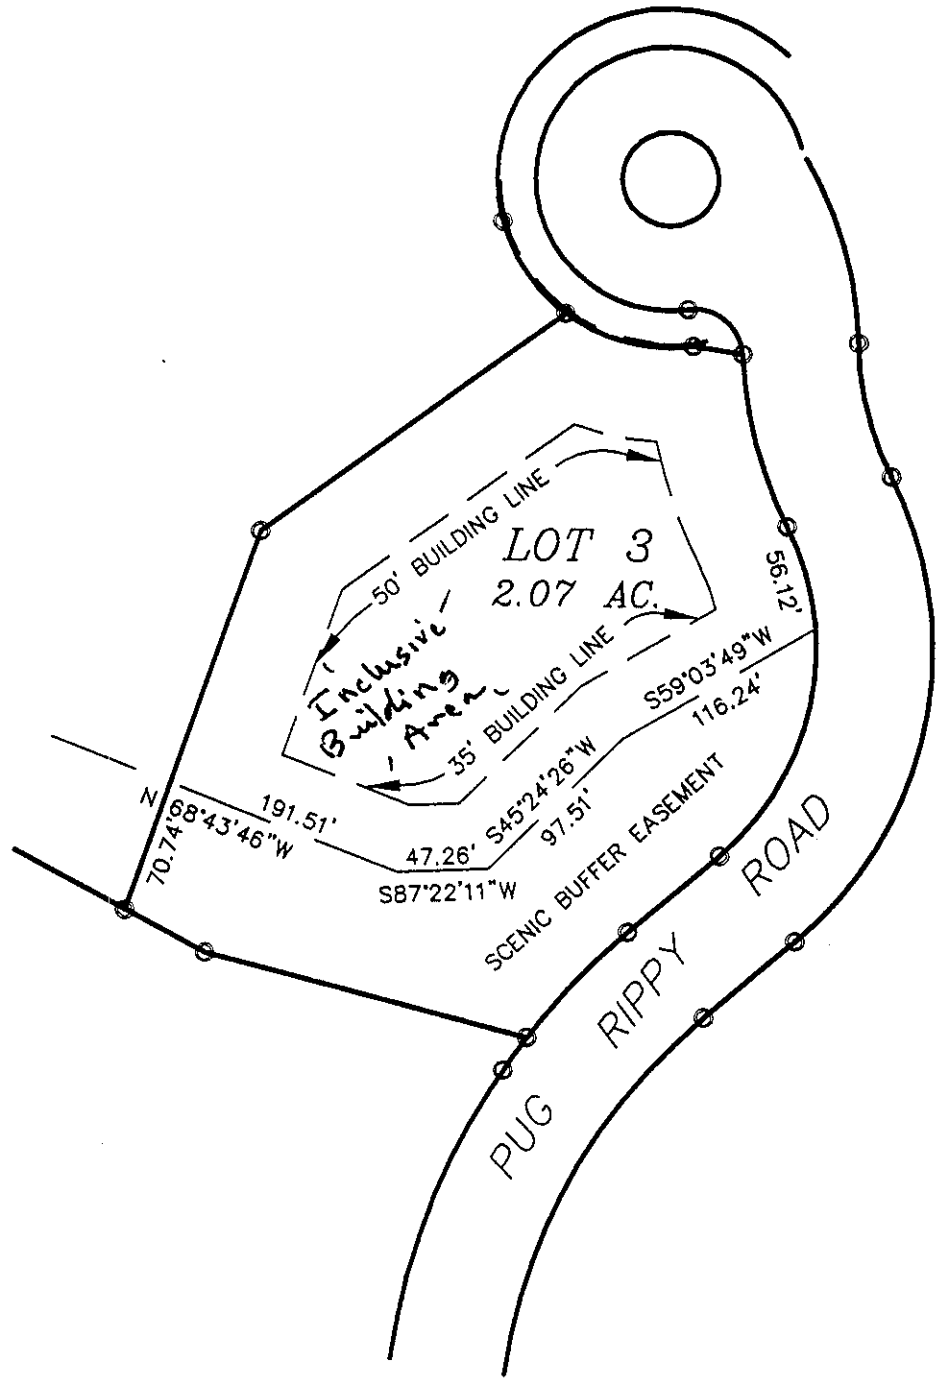 50' BUILDING LINE
LOT 3
2.07 AC.
Inclusive
Building
Area
35' BUILDING LINE
56.12'
S59°03'49"W
116.24'
S45°24'26"W
97.51'
191.51'
N 68°43'46"W
70.74'
47.26'
S87°22'11"W
SCENIC BUFFER EASEMENT
PUG RIPPY ROAD